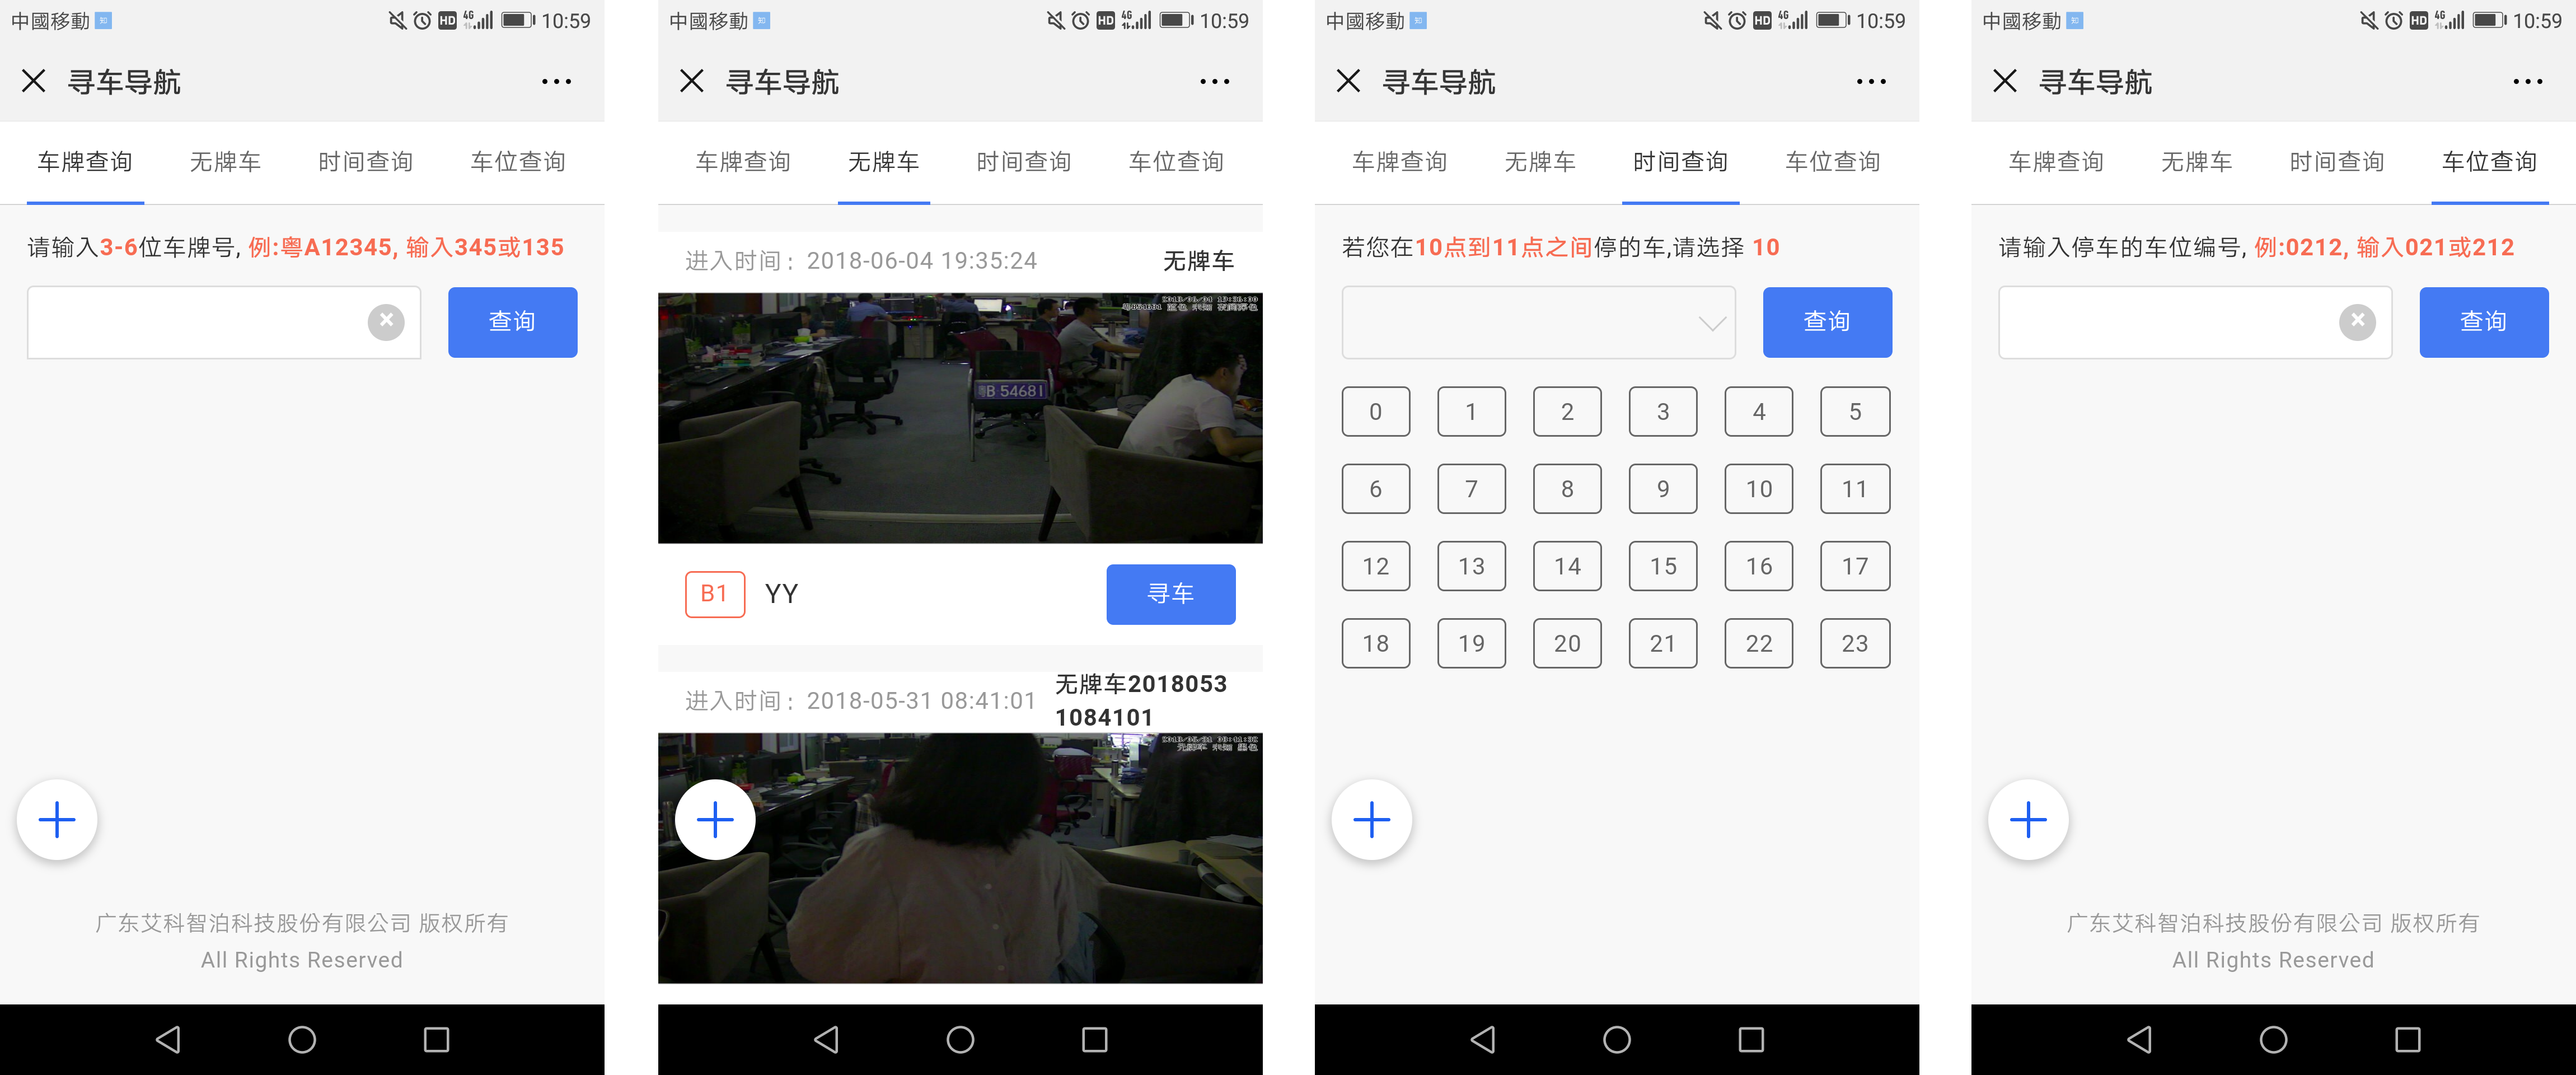 中國移動 知 HD 4G 10:59
寻车导航
车牌查询 无牌车 时间查询 车位查询
请输入3-6位车牌号, 例:粤A12345, 输入345或135
查询
广东艾科智泊科技股份有限公司 版权所有
All Rights Reserved
中國移動 知 HD 4G 10:59
寻车导航
车牌查询 无牌车 时间查询 车位查询
进入时间: 2018-06-04 19:35:24 无牌车
B 54681
B1 YY 寻车
进入时间: 2018-05-31 08:41:01 无牌车2018053
1084101
中國移動 知 HD 4G 10:59
寻车导航
车牌查询 无牌车 时间查询 车位查询
若您在10点到11点之间停的车,请选择 10
查询
0 1 2 3 4 5
6 7 8 9 10 11
12 13 14 15 16 17
18 19 20 21 22 23
中國移動 知 HD 4G 10:59
寻车导航
车牌查询 无牌车 时间查询 车位查询
请输入停车的车位编号, 例:0212, 输入021或212
查询
广东艾科智泊科技股份有限公司 版权所有
All Rights Reserved